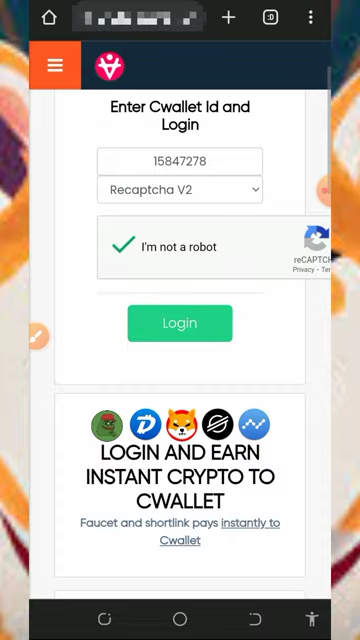 :D
Enter Cwallet Id and
Login
15847278
Recaptcha V2
I'm not a robot
reCAPTCH
Privacy - Ter
Login
LOGIN AND EARN
INSTANT CRYPTO TO
CWALLET
Faucet and shortlink pays instantly to
Cwallet